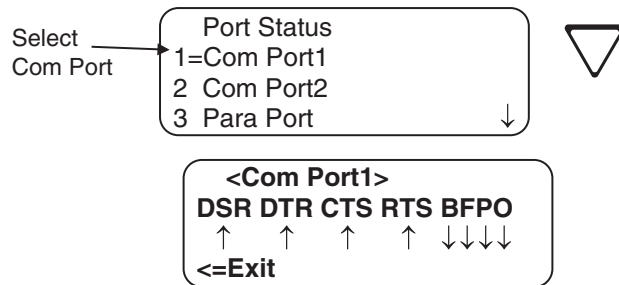 Select
Com Port
Port Status
1=Com Port1
2 Com Port2
3 Para Port ↓
<Com Port1>
DSR DTR CTS RTS BFPO
↑ ↑ ↑ ↑ ↓↓↓↓
<=Exit